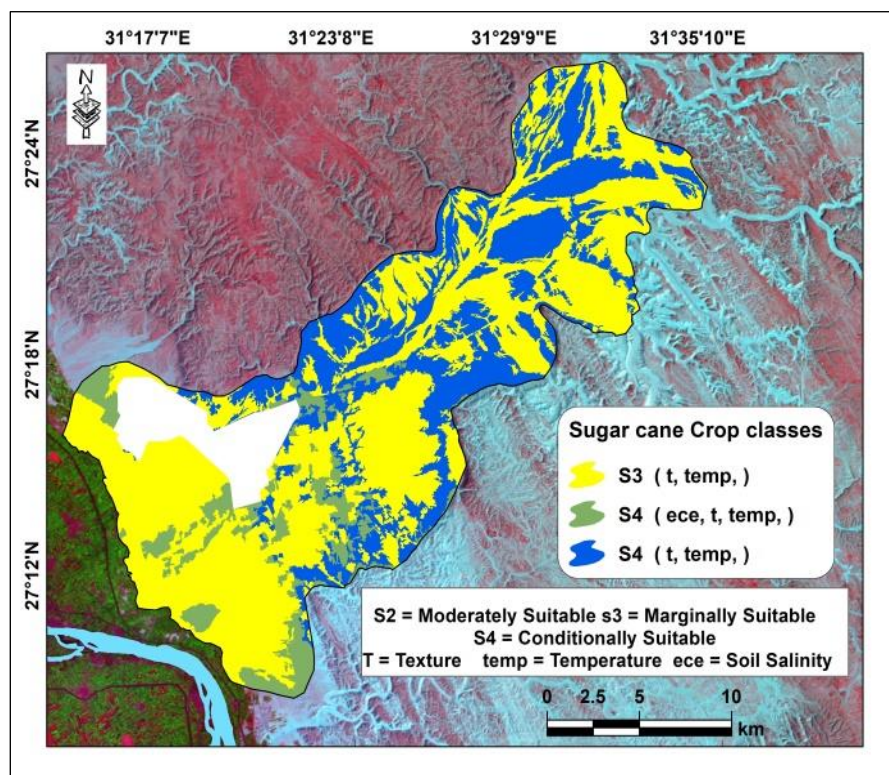 31°17'7"E 31°23'8"E 31°29'9"E 31°35'10"E
N
27°24'N
27°18'N
27°12'N
Sugar cane Crop classes
S3 ( t, temp, )
S4 ( ece, t, temp, )
S4 ( t, temp, )
S2 = Moderately Suitable s3 = Marginally Suitable
S4 = Conditionally Suitable
T = Texture temp = Temperature ece = Soil Salinity
0 2.5 5 10
km